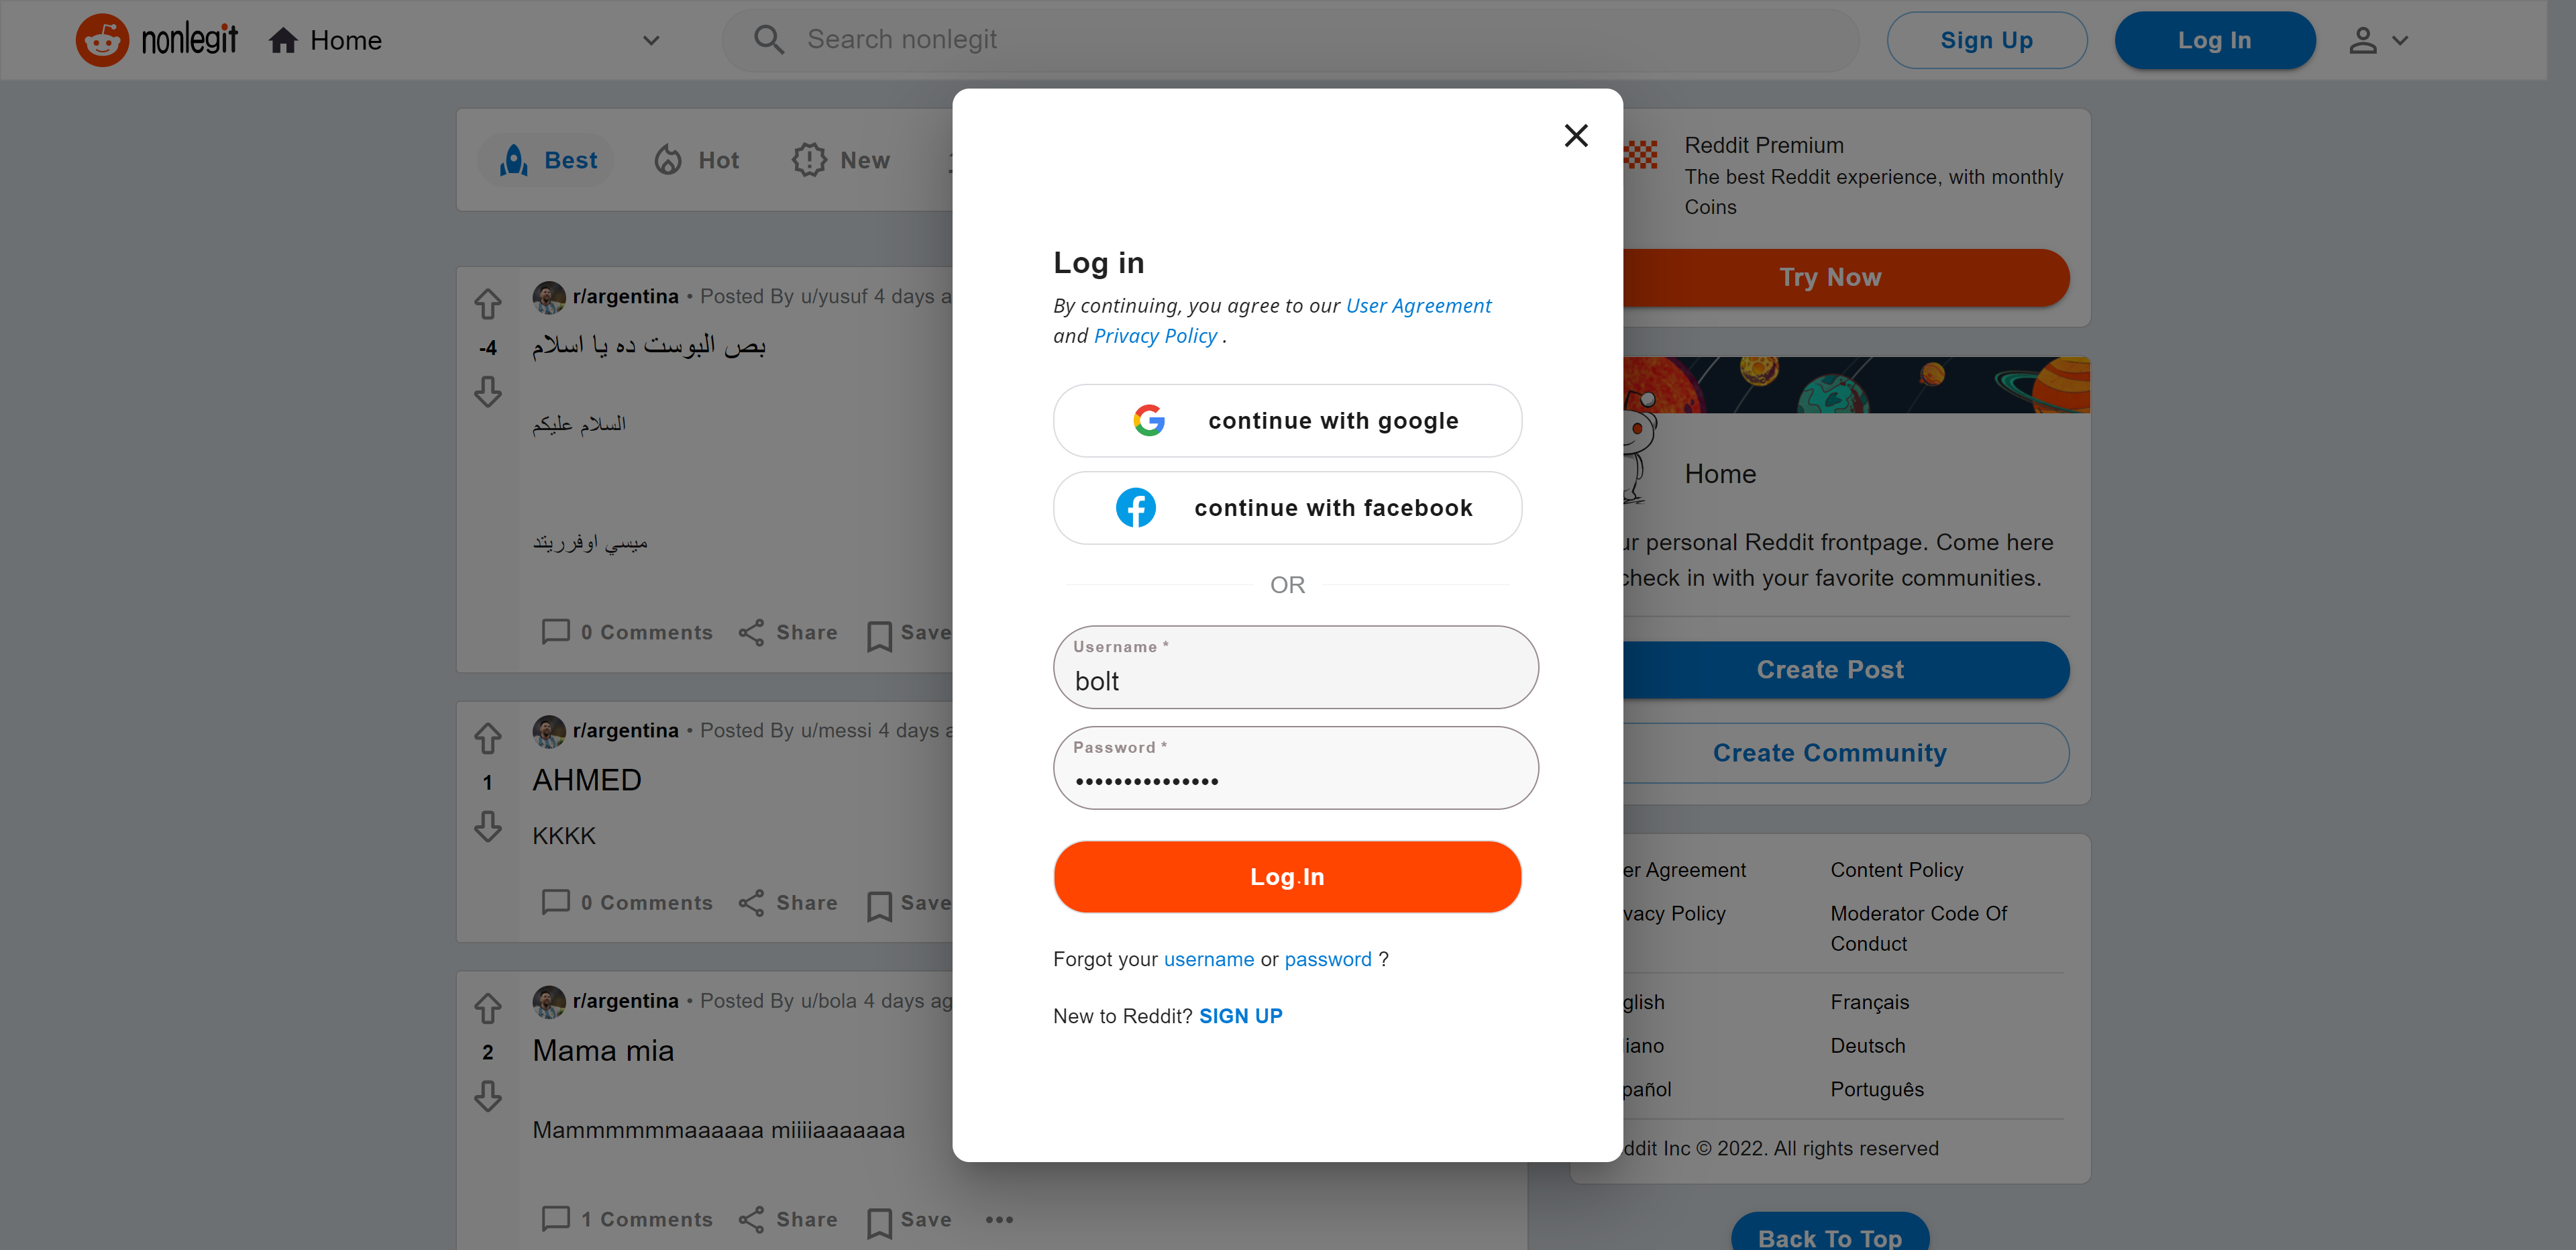 nonlegit
Home
Search nonlegit
Sign Up
Log In
Best
Hot
New
r/argentina • Posted By u/yusuf 4 days a
-4
بص البوست ده يا اسلام
السلام عليكم
ميسي اوفرريتد
0 Comments
Share
Save
r/argentina • Posted By u/messi 4 days a
1
AHMED
KKKK
0 Comments
Share
Save
r/argentina • Posted By u/bola 4 days ag
2
Mama mia
Mammmmmmaaaaaa miiiiaaaaaaa
1 Comments
Share
Save
Log in
By continuing, you agree to our User Agreement
and Privacy Policy .
continue with google
continue with facebook
OR
Username *
bolt
Password *
•••••••••••••••
Log In
Forgot your username or password ?
New to Reddit? SIGN UP
Reddit Premium
The best Reddit experience, with monthly
Coins
Try Now
Home
ur personal Reddit frontpage. Come here
check in with your favorite communities.
Create Post
Create Community
er Agreement
Content Policy
vacy Policy
Moderator Code Of
Conduct
glish
Français
iano
Deutsch
pañol
Português
ddit Inc © 2022. All rights reserved
Back To Top